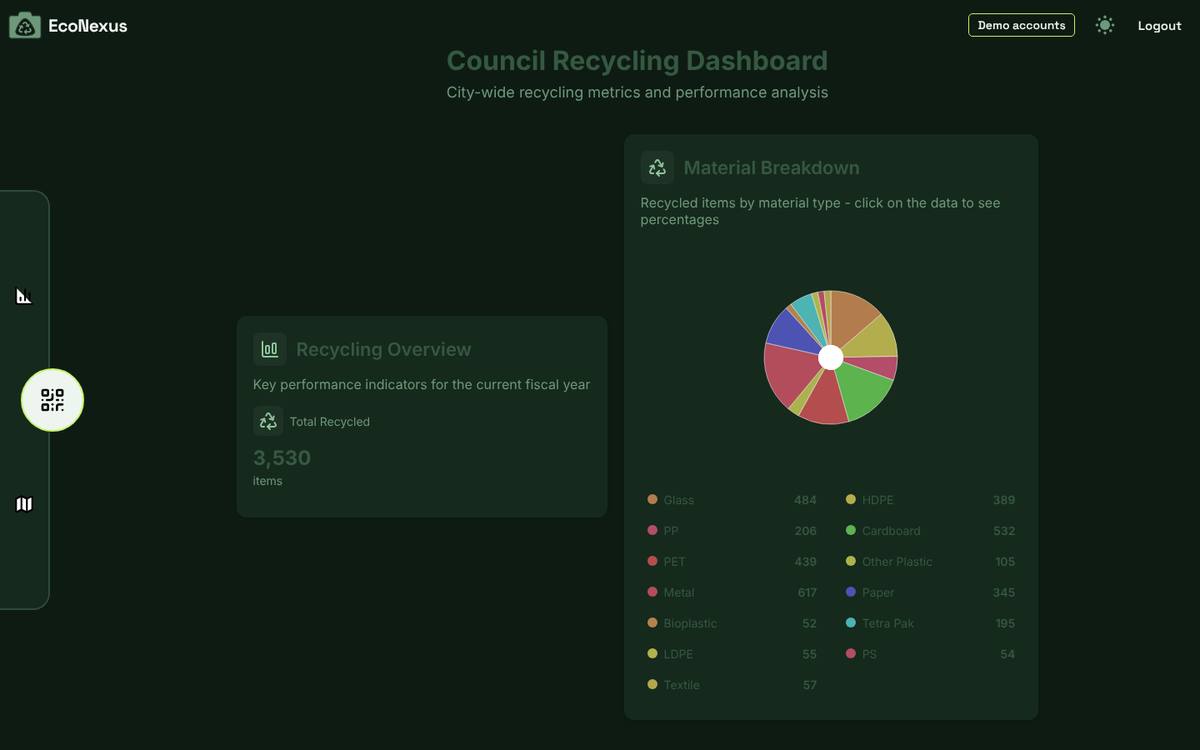 EcoNexus
Demo accounts
Logout
Council Recycling Dashboard
City-wide recycling metrics and performance analysis
Recycling Overview
Key performance indicators for the current fiscal year
Total Recycled
3,530
items
Material Breakdown
Recycled items by material type - click on the data to see
percentages
Glass 484 HDPE 389
PP 206 Cardboard 532
PET 439 Other Plastic 105
Metal 617 Paper 345
Bioplastic 52 Tetra Pak 195
LDPE 55 PS 54
Textile 57